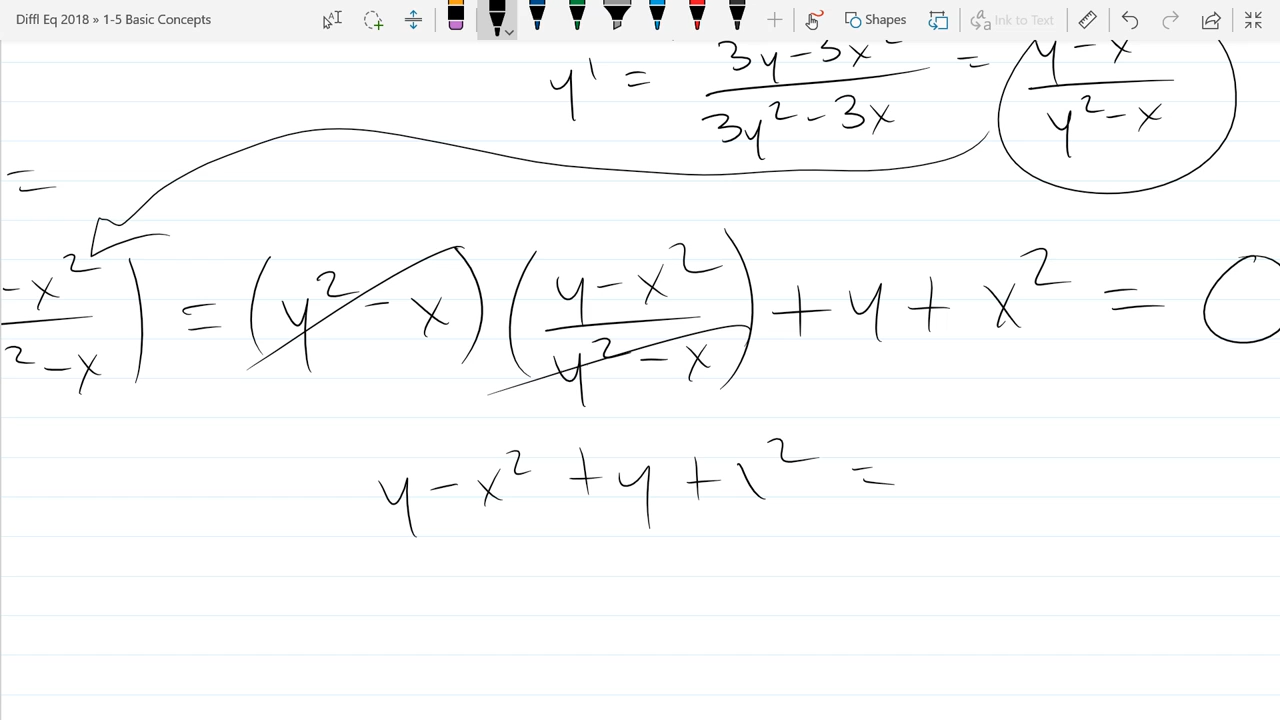 Diffl Eq 2018 » 1-5 Basic Concepts
Shapes
Ink to Text
y' = (3y - 3x²)/(3y² - 3x) = (y - x)/(y² - x)
=
- x² / ² - x) = (y² - x) ((y - x²)/(y² - x)) + y + x² = 0
y - x² + y + x² =